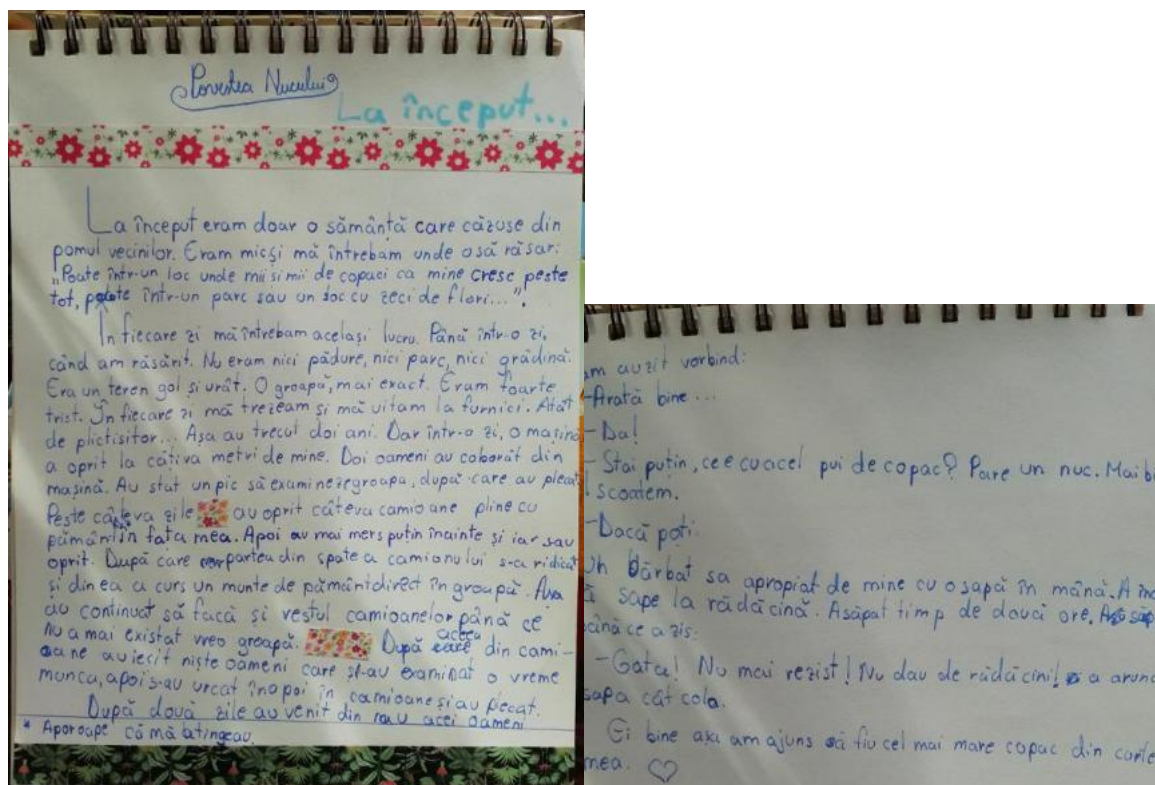 Povestea Nucului
La început...
La început eram doar o sămânță care căzuse din
pomul vecinilor. Eram mic și mă întrebam unde o să răsar:
"Poate într-un loc unde mii si mii de copaci ca mine cresc peste
tot, poate într-un parc sau un loc cu zeci de flori...".
În fiecare zi mă întrebam același lucru. Până într-o zi,
când am răsărit. Nu eram nici pădure, nici parc, nici grădină.
Era un teren gol și urât. O groapă, mai exact. Eram foarte
trist. În fiecare zi mă trezeam și mă uitam la furnici. Atât
de plictisitor... Așa au trecut doi ani. Dar într-o zi, o mașină
a oprit la câtiva metri de mine. Doi oameni au coborât din
mașină. Au stat un pic să examineze groapa, după care au plecat
Peste câteva zile au oprit câteva camioane pline cu
pământ în fața mea. Apoi au mai mers puțin înainte și iar sau
oprit. După care partea din spate a camionului s-a ridicat
și din ea a curs un munte de pământ direct în groapă. Așa
au continuat să facă și restul camioanelor până ce
nu a mai existat vreo groapă. După aceea din cami-
oane au iecit niște oameni care și-au examinat o vreme
munca, apoi s-au urcat înapoi în camioane și au plecat.
După două zile au venit din nou acei oameni
* Aporoape că mă atingeau.
am auzit vorbind:
-Arată bine...
-Da!
-Stai puțin, ce e cu acel pui de copac? Pare un nuc. Mai bi
scoatem.
-Dacă poți.
Un bărbat sa apropiat de mine cu o sapă în mână. A înc
să sape la rădăcină. A săpat timp de două ore. A săp
până ce a zis:
-Gata! Nu mai rezist! Nu dau de rădăcini! a arunc
sapa cât colo.
Ei bine așa am ajuns să fiu cel mai mare copac din curte
mea.